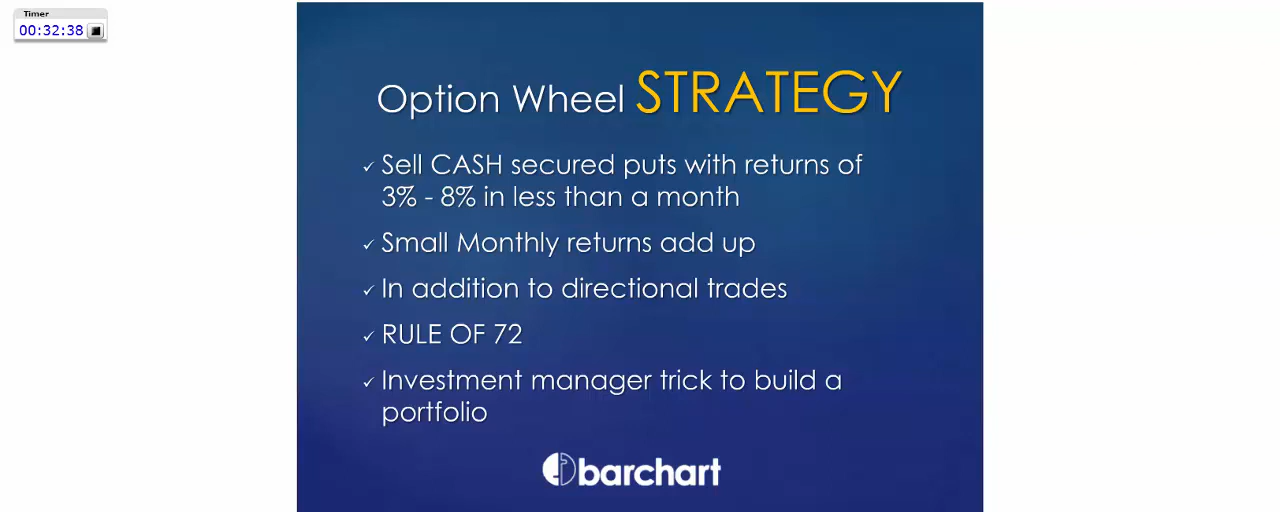 Timer
00:32:38
Option Wheel STRATEGY
✓ Sell CASH secured puts with returns of
3% - 8% in less than a month
✓ Small Monthly returns add up
✓ In addition to directional trades
✓ RULE OF 72
✓ Investment manager trick to build a
portfolio
barchart